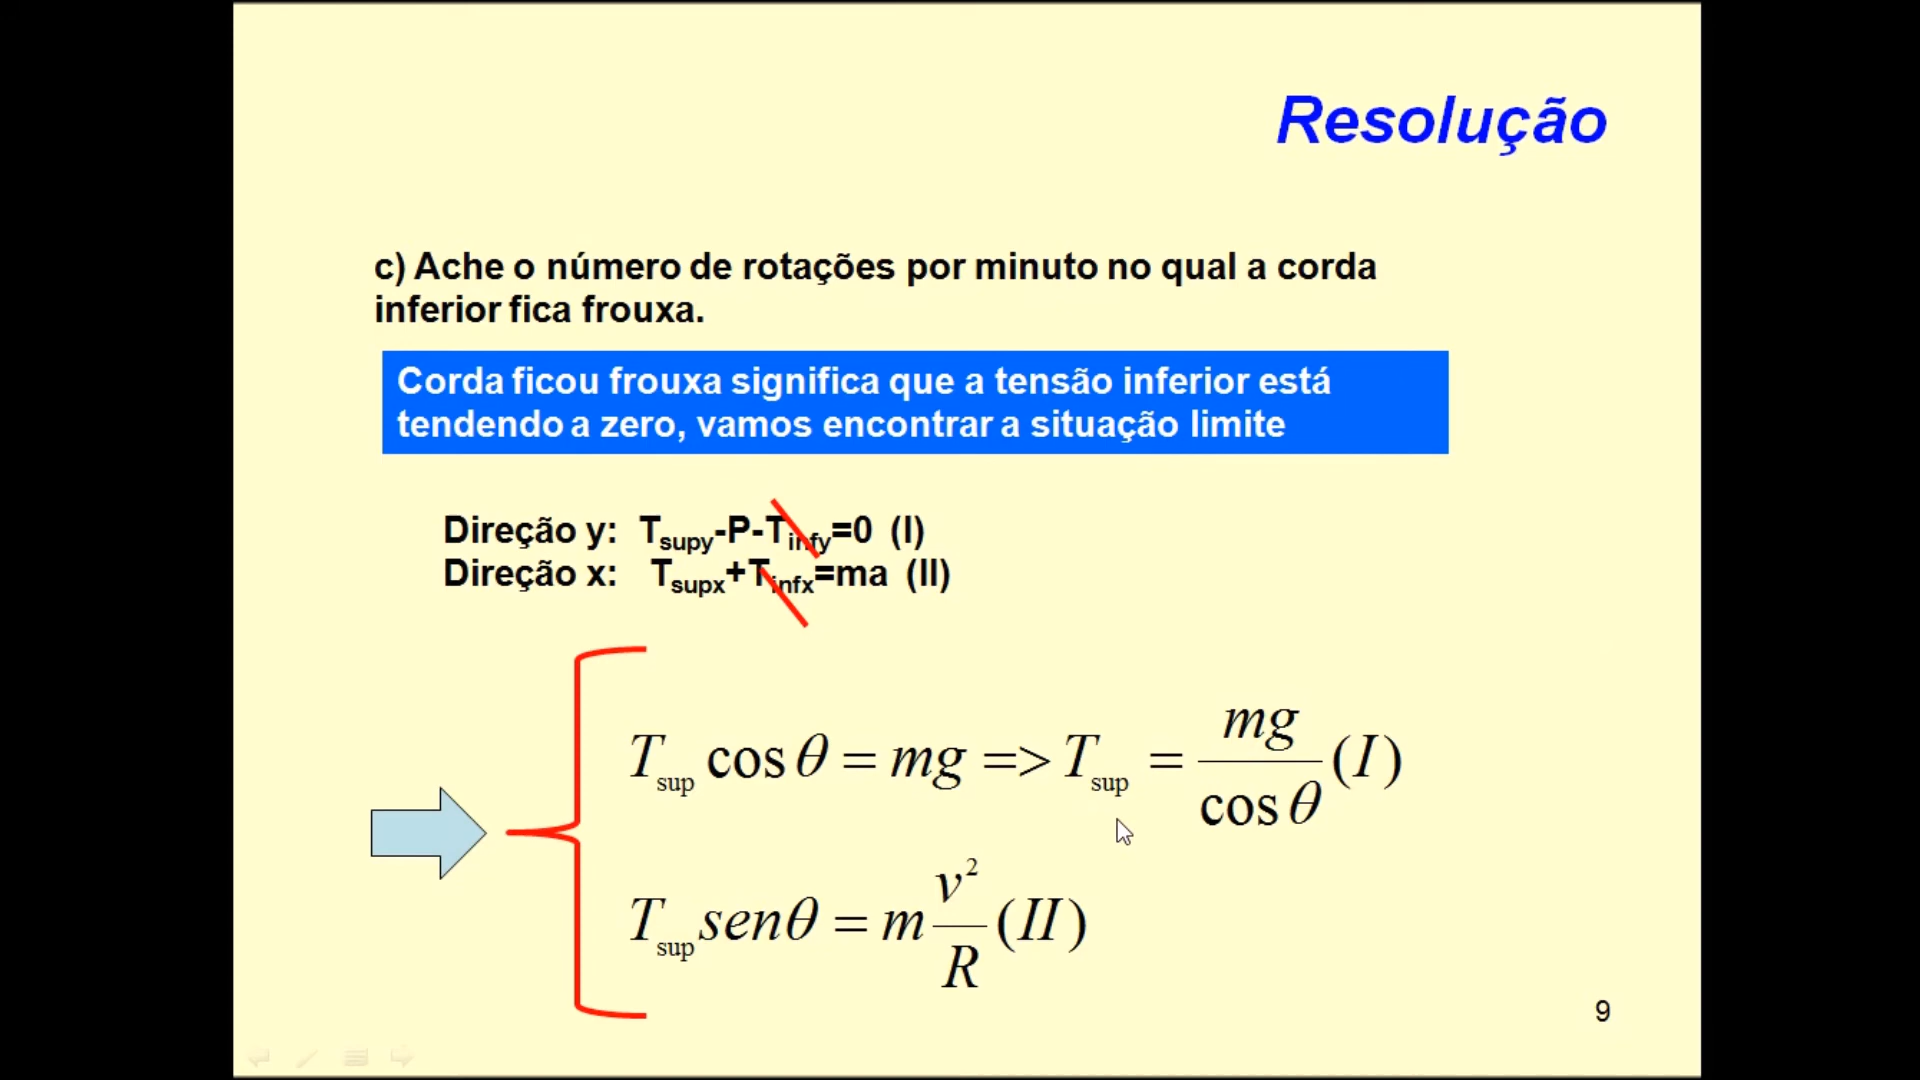 Resolução
c) Ache o número de rotações por minuto no qual a corda
inferior fica frouxa.
Corda ficou frouxa significa que a tensão inferior está
tendendo a zero, vamos encontrar a situação limite
Direção y: Tsupy-P-Tinfy=0 (I)
Direção x: Tsupx+Tinfx=ma (II)
Tsup cos θ = mg => Tsup = mg/cos θ (I)
Tsup senθ = m v²/R (II)
9